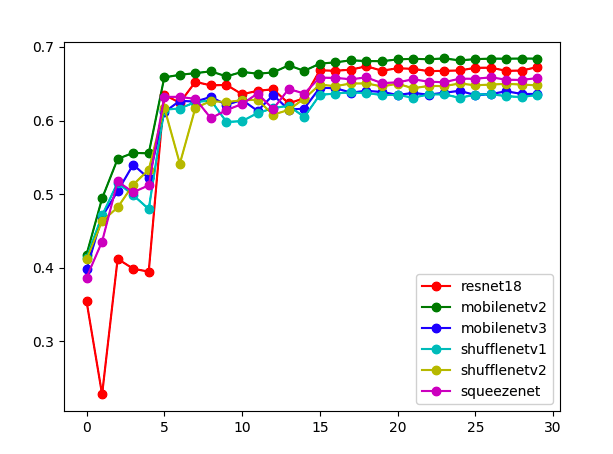 0.7
0.6
0.5
0.4
0.3
0 5 10 15 20 25 30
resnet18
mobilenetv2
mobilenetv3
shufflenetv1
shufflenetv2
squeezenet